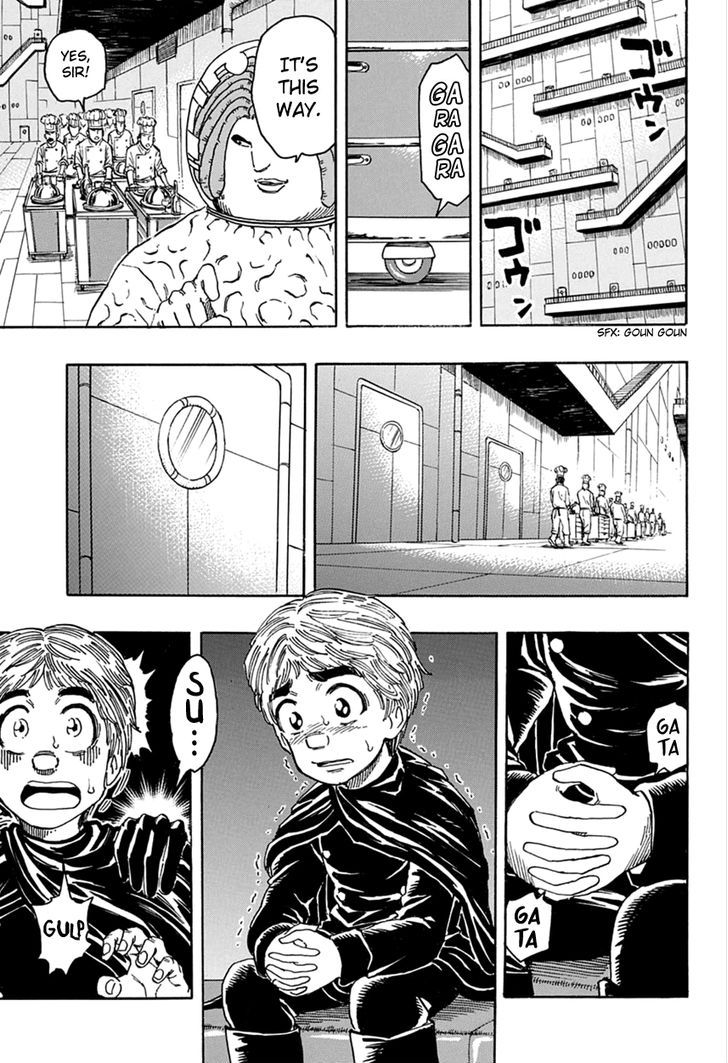 ゴウン
ゴウン
SFX: GOUN GOUN
GA
RA
GA
RA
IT'S
THIS
WAY.
YES,
SIR!
GA
TA
GA
TA
SU...
GULP